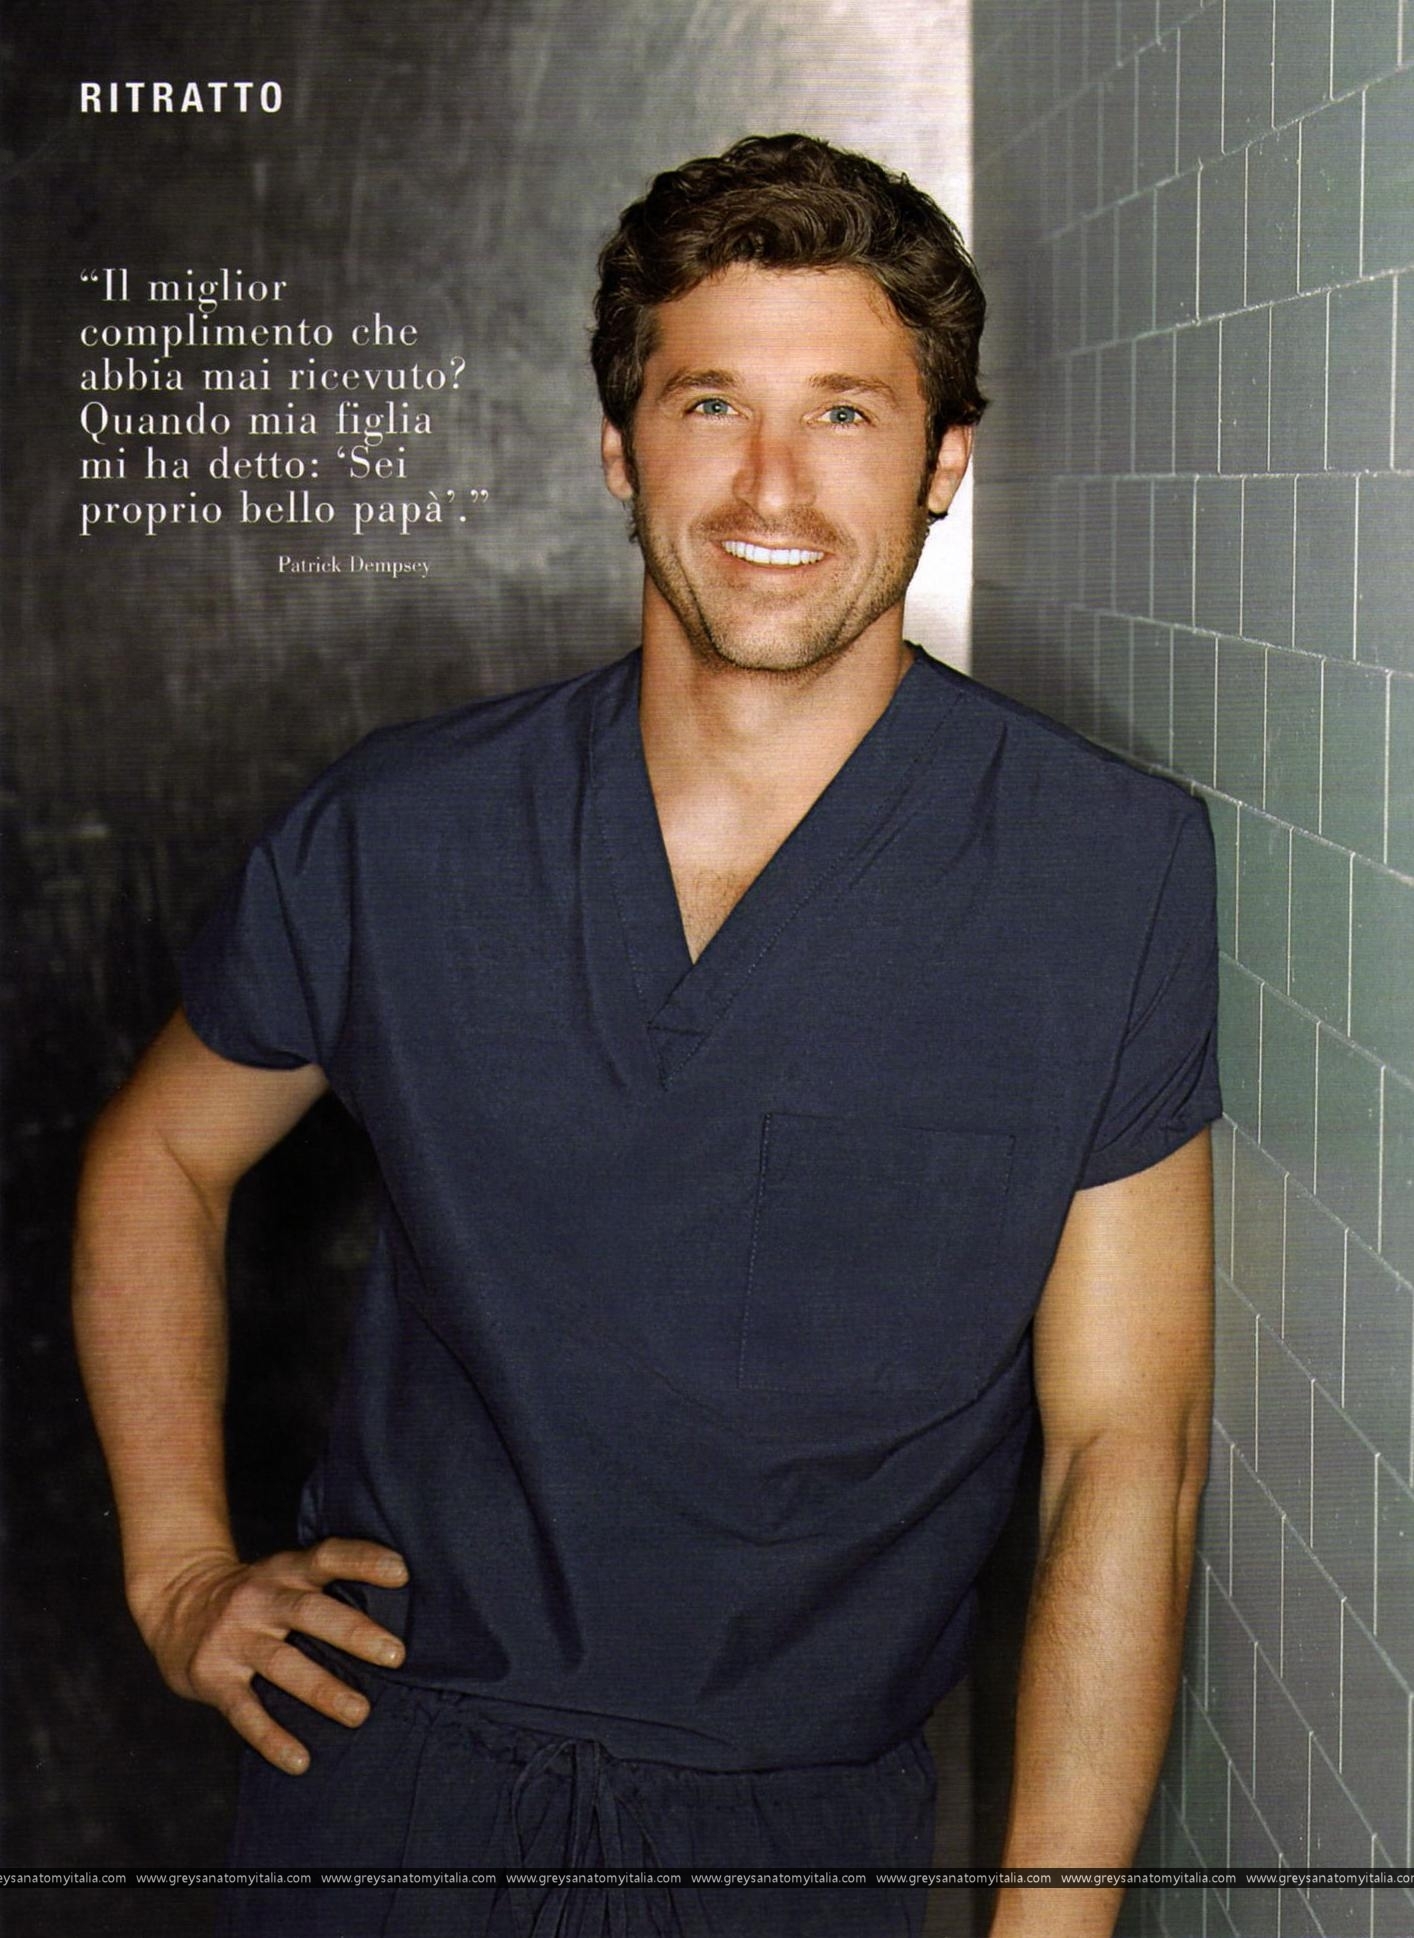 RITRATTO
“Il miglior
complimento che
abbia mai ricevuto?
Quando mia figlia
mi ha detto: ‘Sei
proprio bello papà’.”
Patrick Dempsey
eysanatomyitalia.com www.greysanatomyitalia.com www.greysanatomyitalia.com www.greysanatomyitalia.com www.greysanatomyitalia.com www.greysanatomyitalia.com www.greysanatomyitalia.com www.greysanatomyitalia.cor